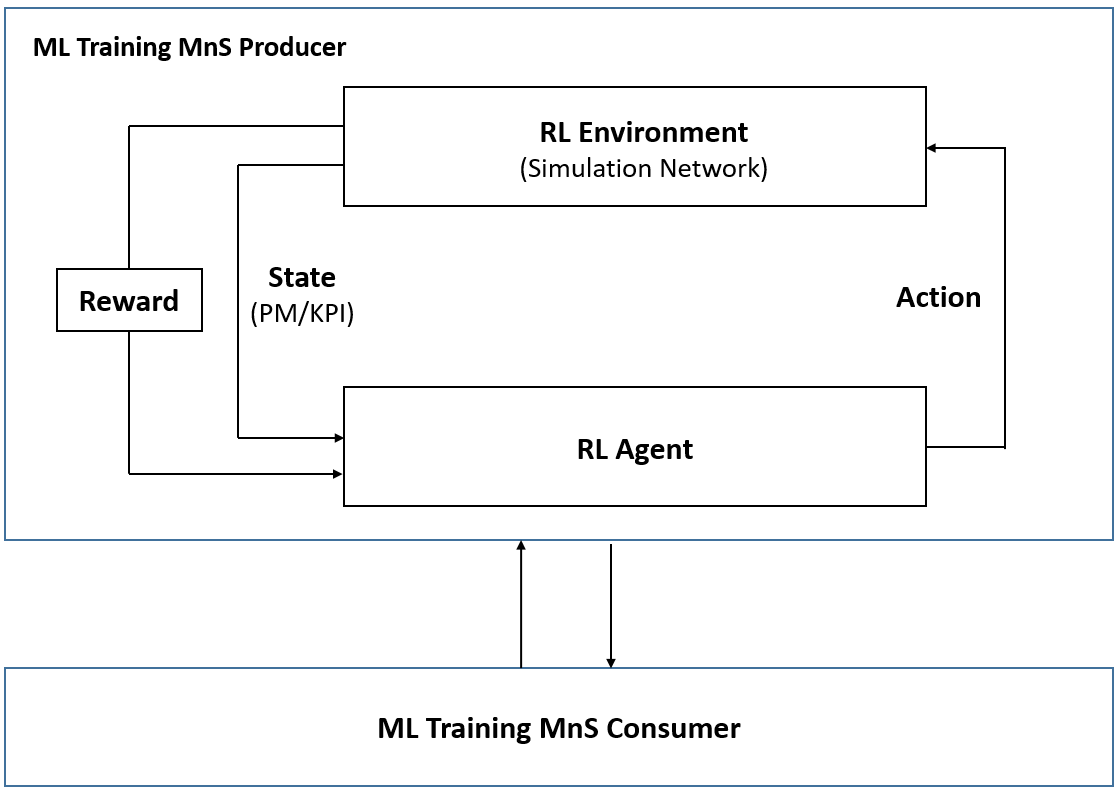 ML Training MnS Producer
RL Environment
(Simulation Network)
Reward
State
(PM/KPI)
Action
RL Agent
ML Training MnS Consumer